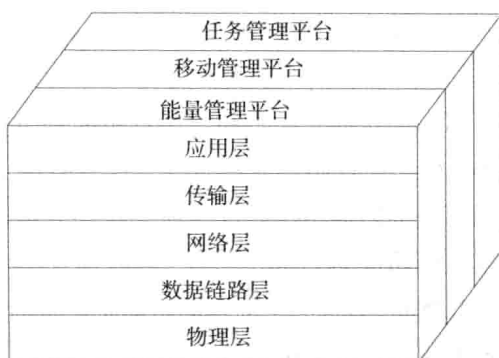 任务管理平台
移动管理平台
能量管理平台
应用层
传输层
网络层
数据链路层
物理层